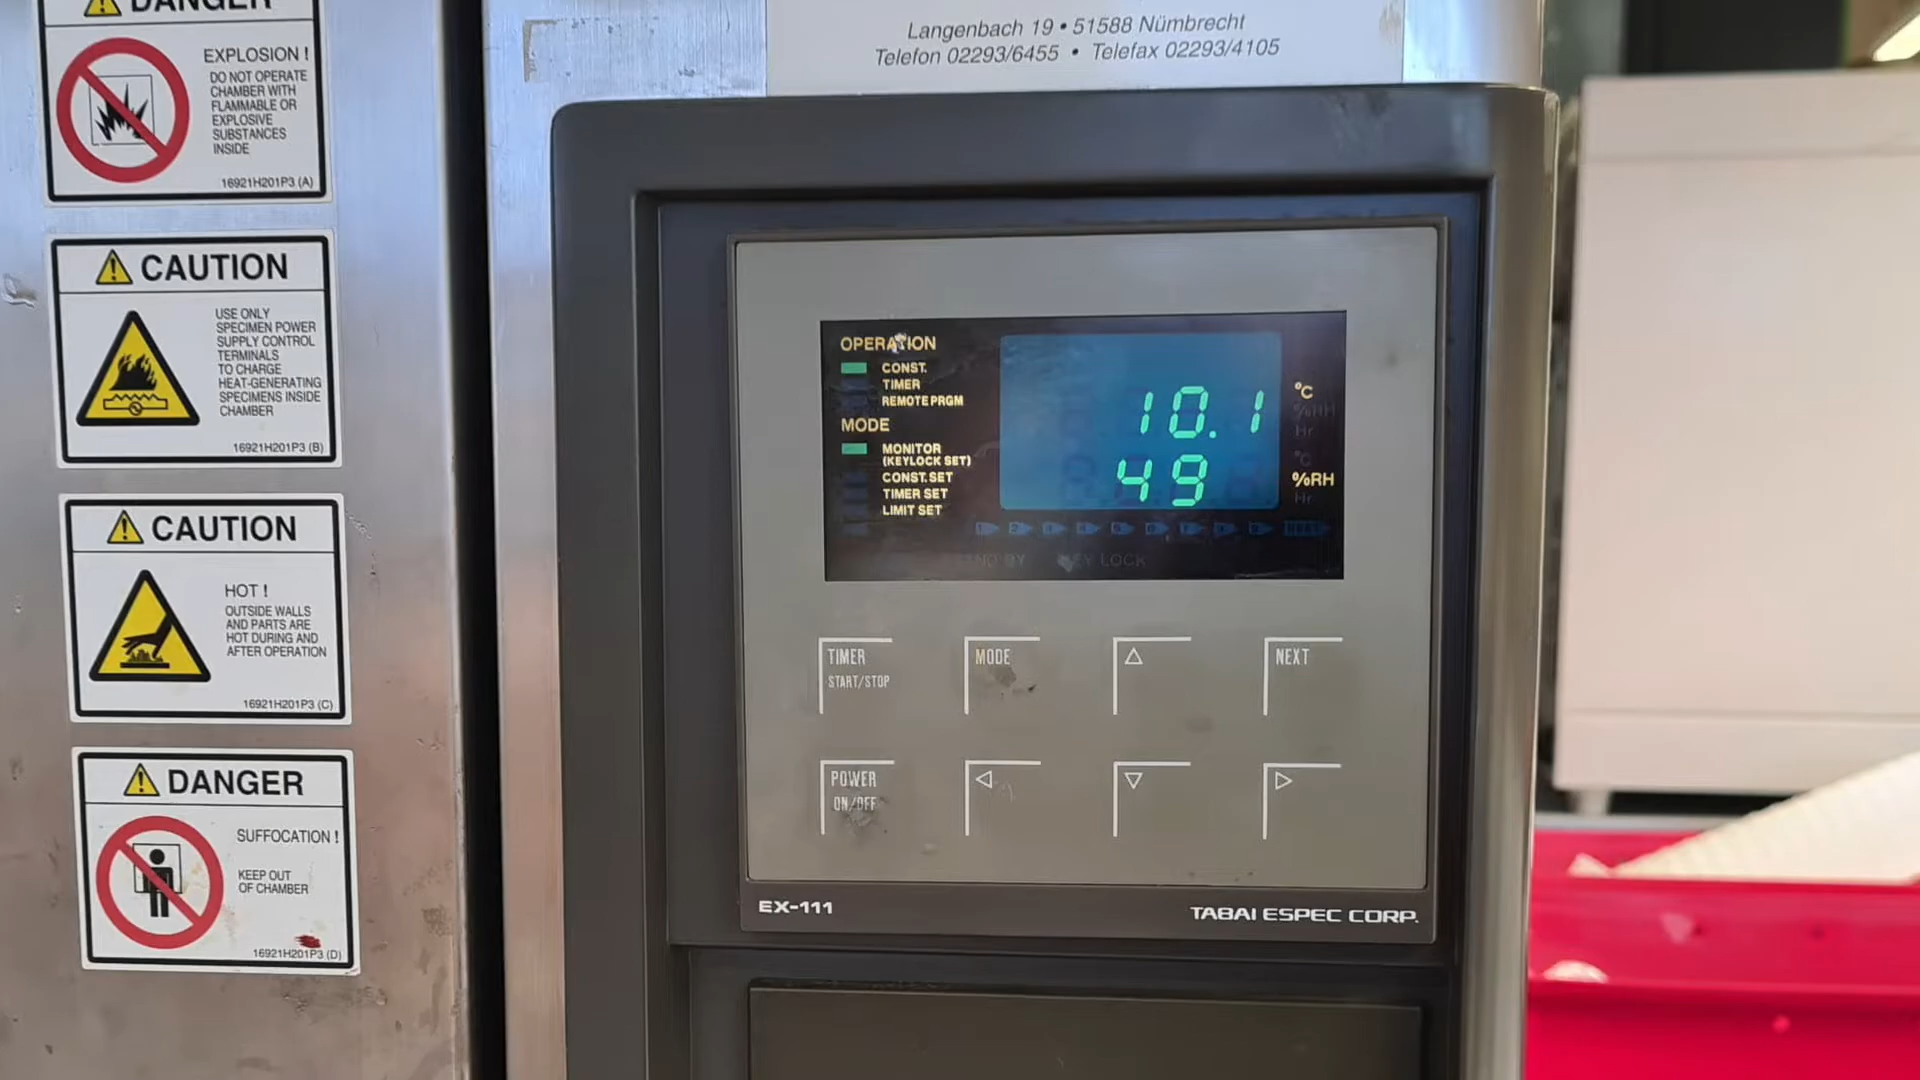 DANGER
EXPLOSION !
DO NOT OPERATE
CHAMBER WITH
FLAMMABLE OR
EXPLOSIVE
SUBSTANCES
INSIDE
16921H201P3 (A)
CAUTION
USE ONLY
SPECIMEN POWER
SUPPLY CONTROL
TERMINALS
TO CHARGE
HEAT-GENERATING
SPECIMENS INSIDE
CHAMBER
16921H201P3 (B)
CAUTION
HOT !
OUTSIDE WALLS
AND PARTS ARE
HOT DURING AND
AFTER OPERATION
16921H201P3 (C)
DANGER
SUFFOCATION !
KEEP OUT
OF CHAMBER
16921H201P3 (D)
Langenbach 19 • 51588 Nümbrecht
Telefon 02293/6455 • Telefax 02293/4105
OPERATION
CONST.
TIMER
REMOTE PRGM
MODE
MONITOR
(KEYLOCK SET)
CONST. SET
TIMER SET
LIMIT SET
10.1 °C
%RH
Hr
°C
49 %RH
Hr
KEY LOCK
TIMER
START/STOP
MODE
NEXT
POWER
ON/OFF
EX-111
TABAI ESPEC CORP.